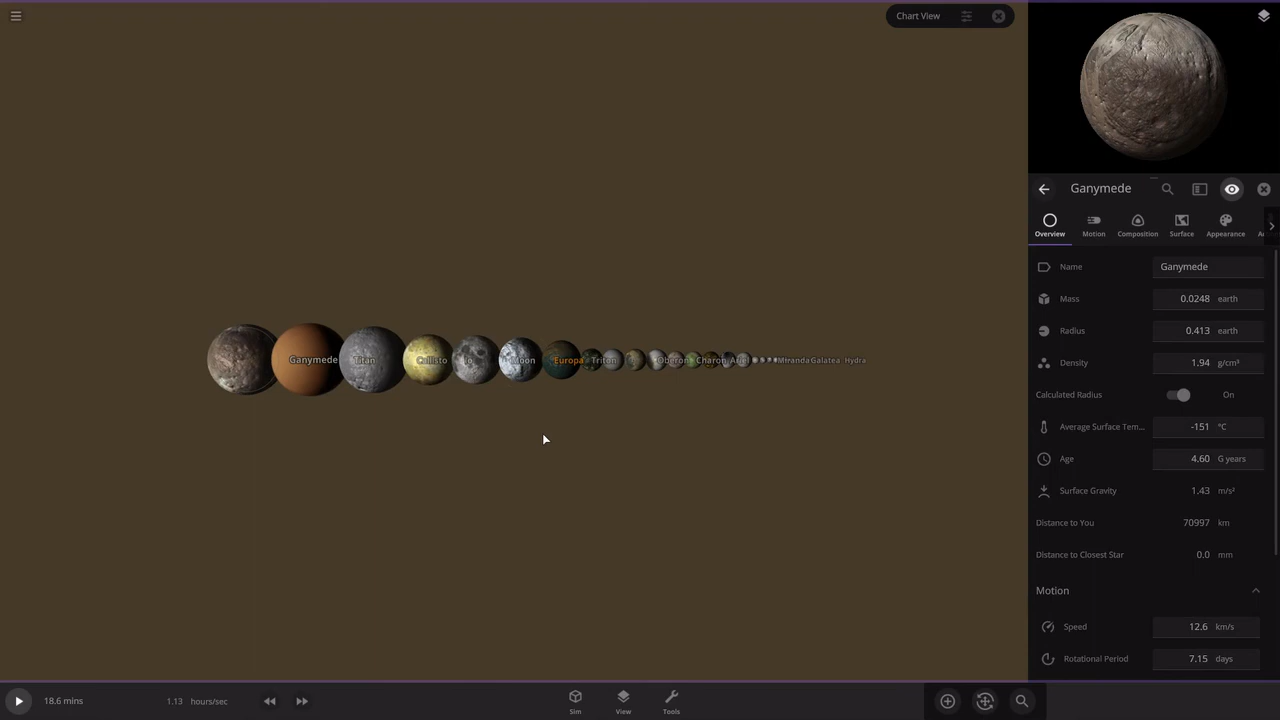 Chart View
Ganymede Titan Callisto Io Moon Europa Triton Oberon Charon Ariel Miranda Galatea Hydra
Ganymede
Overview Motion Composition Surface Appearance
Name Ganymede
Mass 0.0248 earth
Radius 0.413 earth
Density 1.94 g/cm³
Calculated Radius On
Average Surface Tem... -151 °C
Age 4.60 G years
Surface Gravity 1.43 m/s²
Distance to You 70997 km
Distance to Closest Star 0.0 mm
Motion
Speed 12.6 km/s
Rotational Period 7.15 days
18.6 mins 1.13 hours/sec
Sim View Tools